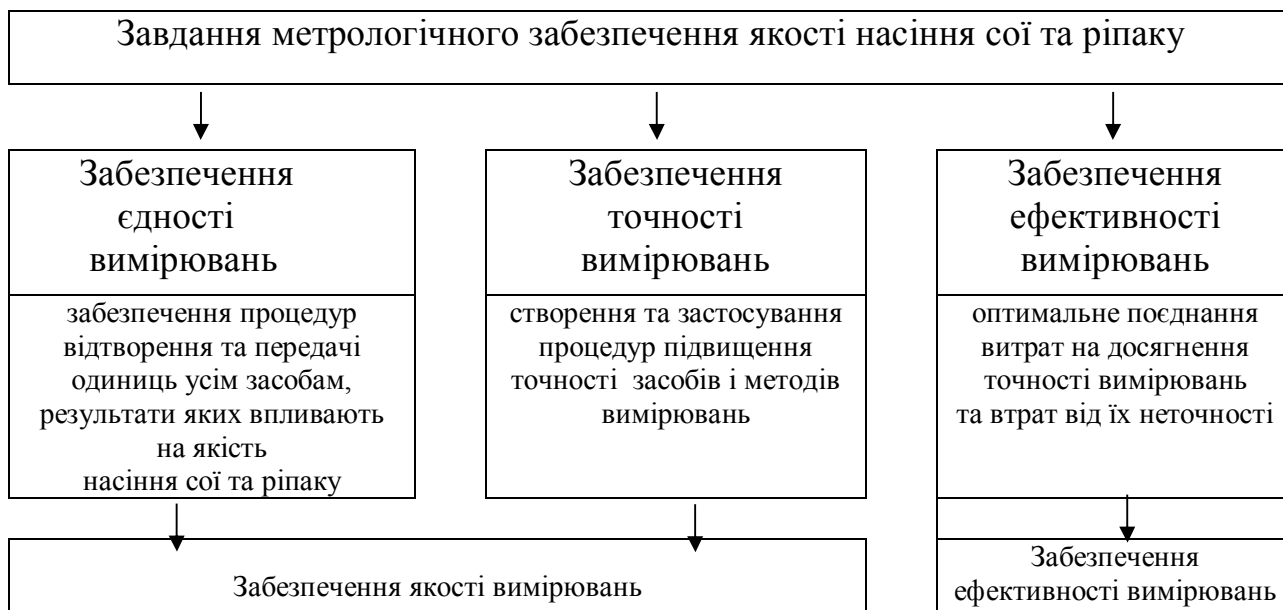 Завдання метрологічного забезпечення якості насіння сої та ріпаку
Забезпечення
єдності
вимірювань
забезпечення процедур
відтворення та передачі
одиниць усім засобам,
результати яких впливають
на якість
насіння сої та ріпаку
Забезпечення
точності
вимірювань
створення та застосування
процедур підвищення
точності засобів і методів
вимірювань
Забезпечення
ефективності
вимірювань
оптимальне поєднання
витрат на досягнення
точності вимірювань
та втрат від їх неточності
Забезпечення якості вимірювань
Забезпечення
ефективності вимірювань